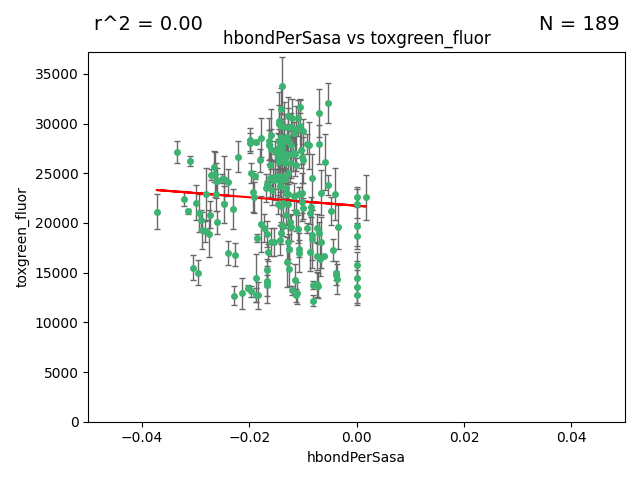 r^2 = 0.00
N = 189
hbondPerSasa vs toxgreen_fluor
35000
30000
25000
20000
15000
10000
5000
0
toxgreen_fluor
−0.04
−0.02
0.00
0.02
0.04
hbondPerSasa